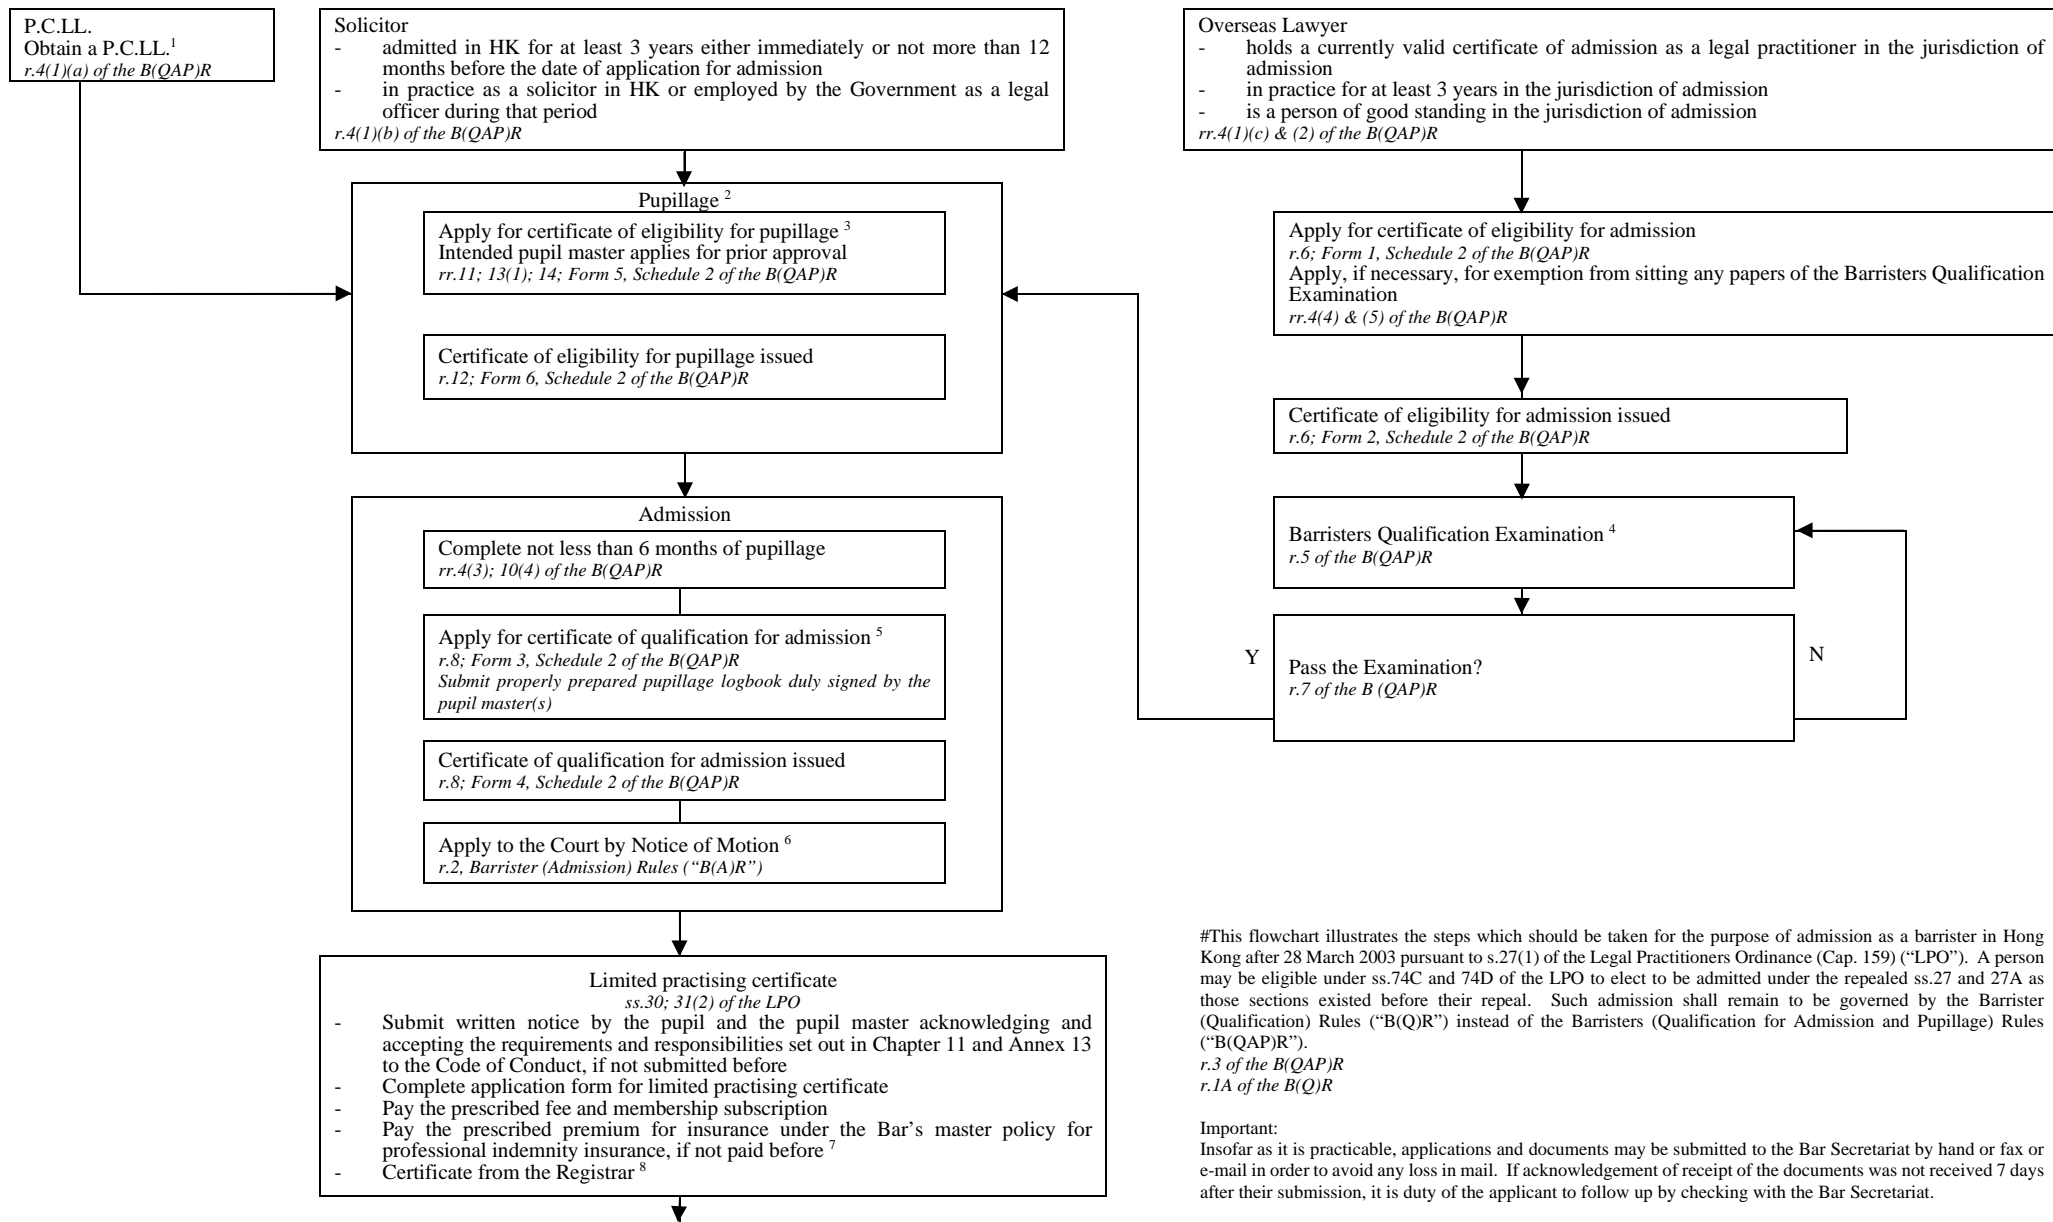 P.C.LL.
Obtain a P.C.LL.1
r.4(1)(a) of the B(QAP)R
Solicitor
- admitted in HK for at least 3 years either immediately or not more than 12
months before the date of application for admission
- in practice as a solicitor in HK or employed by the Government as a legal
officer during that period
r.4(1)(b) of the B(QAP)R
Overseas Lawyer
- holds a currently valid certificate of admission as a legal practitioner in the jurisdiction of
admission
- in practice for at least 3 years in the jurisdiction of admission
- is a person of good standing in the jurisdiction of admission
rr.4(1)(c) & (2) of the B(QAP)R
Pupillage 2
Apply for certificate of eligibility for pupillage 3
Intended pupil master applies for prior approval
rr.11; 13(1); 14; Form 5, Schedule 2 of the B(QAP)R
Certificate of eligibility for pupillage issued
r.12; Form 6, Schedule 2 of the B(QAP)R
Apply for certificate of eligibility for admission
r.6; Form 1, Schedule 2 of the B(QAP)R
Apply, if necessary, for exemption from sitting any papers of the Barristers Qualification
Examination
rr.4(4) & (5) of the B(QAP)R
Certificate of eligibility for admission issued
r.6; Form 2, Schedule 2 of the B(QAP)R
Barristers Qualification Examination 4
r.5 of the B(QAP)R
Y
Pass the Examination?
r.7 of the B (QAP)R
N
Admission
Complete not less than 6 months of pupillage
rr.4(3); 10(4) of the B(QAP)R
Apply for certificate of qualification for admission 5
r.8; Form 3, Schedule 2 of the B(QAP)R
Submit properly prepared pupillage logbook duly signed by the
pupil master(s)
Certificate of qualification for admission issued
r.8; Form 4, Schedule 2 of the B(QAP)R
Apply to the Court by Notice of Motion 6
r.2, Barrister (Admission) Rules (“B(A)R”)
Limited practising certificate
ss.30; 31(2) of the LPO
- Submit written notice by the pupil and the pupil master acknowledging and
accepting the requirements and responsibilities set out in Chapter 11 and Annex 13
to the Code of Conduct, if not submitted before
- Complete application form for limited practising certificate
- Pay the prescribed fee and membership subscription
- Pay the prescribed premium for insurance under the Bar’s master policy for
professional indemnity insurance, if not paid before 7
- Certificate from the Registrar 8
#This flowchart illustrates the steps which should be taken for the purpose of admission as a barrister in Hong
Kong after 28 March 2003 pursuant to s.27(1) of the Legal Practitioners Ordinance (Cap. 159) (“LPO”). A person
may be eligible under ss.74C and 74D of the LPO to elect to be admitted under the repealed ss.27 and 27A as
those sections existed before their repeal. Such admission shall remain to be governed by the Barrister
(Qualification) Rules (“B(Q)R”) instead of the Barristers (Qualification for Admission and Pupillage) Rules
(“B(QAP)R”).
r.3 of the B(QAP)R
r.1A of the B(Q)R
Important:
Insofar as it is practicable, applications and documents may be submitted to the Bar Secretariat by hand or fax or
e-mail in order to avoid any loss in mail. If acknowledgement of receipt of the documents was not received 7 days
after their submission, it is duty of the applicant to follow up by checking with the Bar Secretariat.